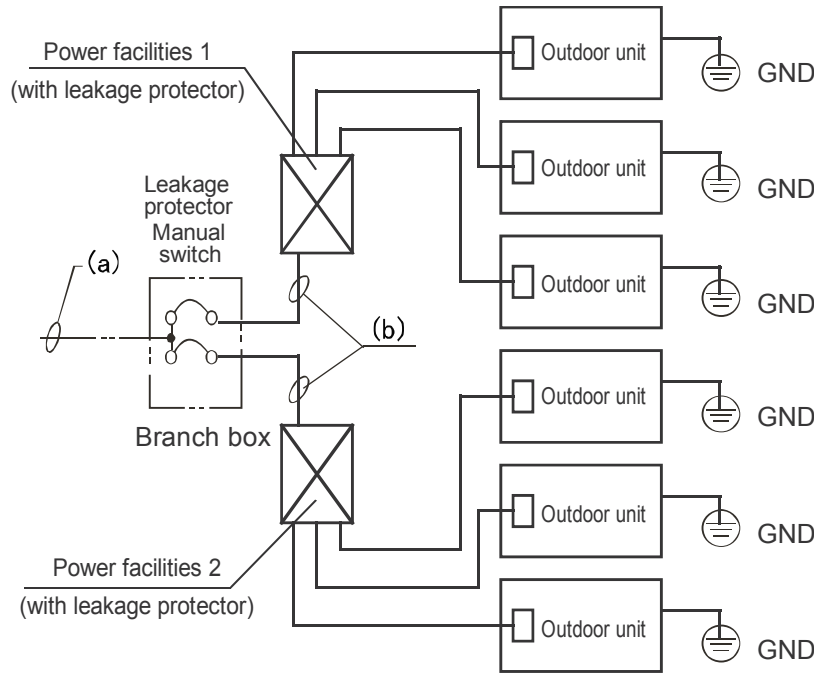 Power facilities 1
(with leakage protector)
Outdoor unit
GND
Outdoor unit
GND
Leakage
protector
Manual
switch
Outdoor unit
GND
(a)
(b)
Outdoor unit
GND
Branch box
Outdoor unit
GND
Power facilities 2
(with leakage protector)
Outdoor unit
GND